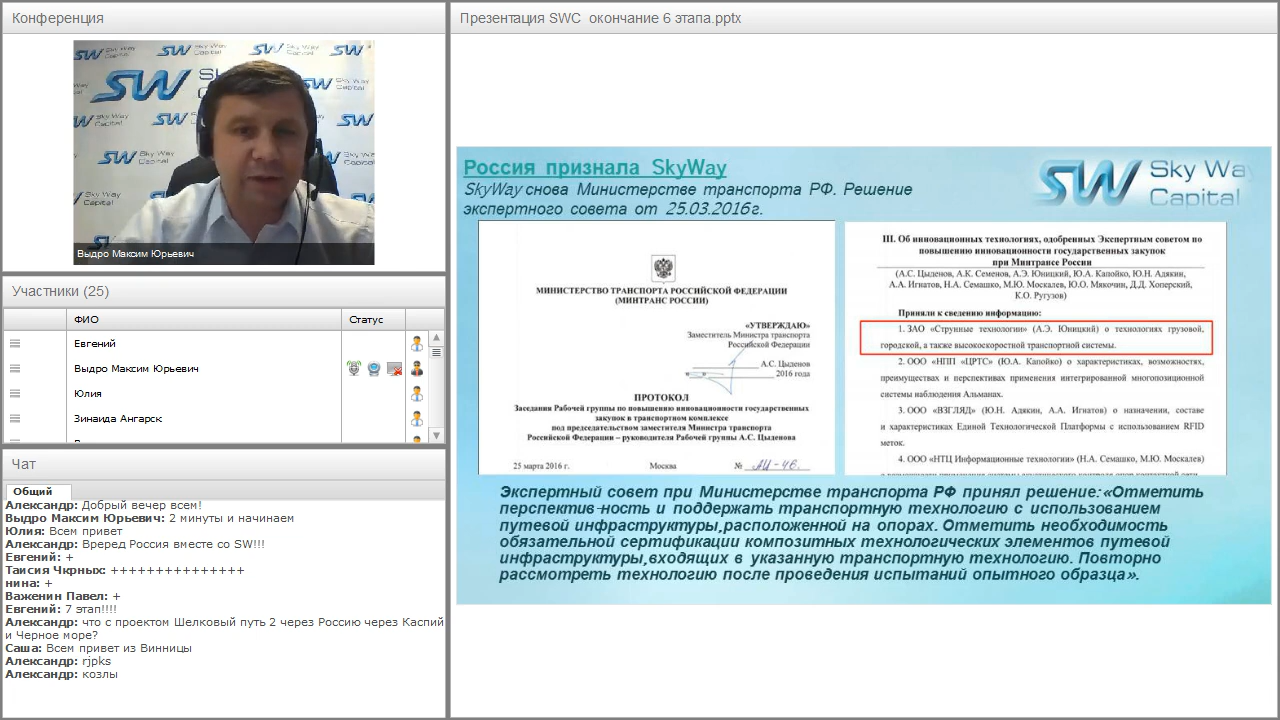 Конференция
SW Sky Way Capital
Выдро Максим Юрьевич
Участники (25)
ФИО
Статус
Евгений
Выдро Максим Юрьевич
Юлия
Зинаида Ангарск
Чат
Общий
Александр: Добрый вечер всем!
Выдро Максим Юрьевич: 2 минуты и начинаем
Юлия: Всем привет
Александр: Вреред Россия вместе со SW!!!
Евгений: +
Таисия Чкрных: +++++++++++++++
нина: +
Важенин Павел: +
Евгений: 7 этап!!!!
Александр: что с проектом Шелковый путь 2 через Россию через Каспий
и Черное море?
Саша: Всем привет из Винницы
Александр: rjpks
Александр: козлы
Презентация SWC окончание 6 этапа.pptx
Россия признала SkyWay
SkyWay снова Министерстве транспорта РФ. Решение
экспертного совета от 25.03.2016г.
SW Sky Way
Capital
МИНИСТЕРСТВО ТРАНСПОРТА РОССИЙСКОЙ ФЕДЕРАЦИИ
(МИНТРАНС РОССИИ)
«УТВЕРЖДАЮ»
Заместитель Министра транспорта
Российской Федерации
А.С. Цыденов
2016 года
ПРОТОКОЛ
Заседания Рабочей группы по повышению инновационности государственных
закупок в транспортном комплексе
под председательством заместителя Министра транспорта
Российской Федерации – руководителя Рабочей группы А.С. Цыденова
25 марта 2016 г.
Москва
№ АЦ-46.
III. Об инновационных технологиях, одобренных Экспертным советом по
повышению инновационности государственных закупок
при Минтрансе России
(А.С. Цыденов, А.К. Семенов, А.Э. Юницкий, Ю.А. Капойко, Ю.Н. Адякин,
А.А. Игнатов, Н.А. Семашко, М.Ю. Москалев, Ю.О. Мякочин, Д.Д. Хоперский,
К.О. Ругузов)
Приняли к сведению информацию:
1. ЗАО «Струнные технологии» (А.Э. Юницкий) о технологиях грузовой,
городской, а также высокоскоростной транспортной системы.
2. ООО «НПП «ЦРТС» (Ю.А. Капойко) о характеристиках, возможностях,
преимуществах и перспективах применения интегрированной многопозиционной
системы наблюдения Альманах.
3. ООО «ВЗГЛЯД» (Ю.Н. Адякин, А.А. Игнатов) о назначении, составе
и характеристиках Единой Технологической Платформы с использованием RFID
меток.
4. ООО «НТЦ Информационные технологии» (Н.А. Семашко, М.Ю. Москалев)
Экспертный совет при Министерстве транспорта РФ принял решение:«Отметить
перспектив-ность и поддержать транспортную технологию с использованием
путевой инфраструктуры,расположенной на опорах. Отметить необходимость
обязательной сертификации композитных технологических элементов путевой
инфраструктуры,входящих в указанную транспортную технологию. Повторно
рассмотреть технологию после проведения испытаний опытного образца».